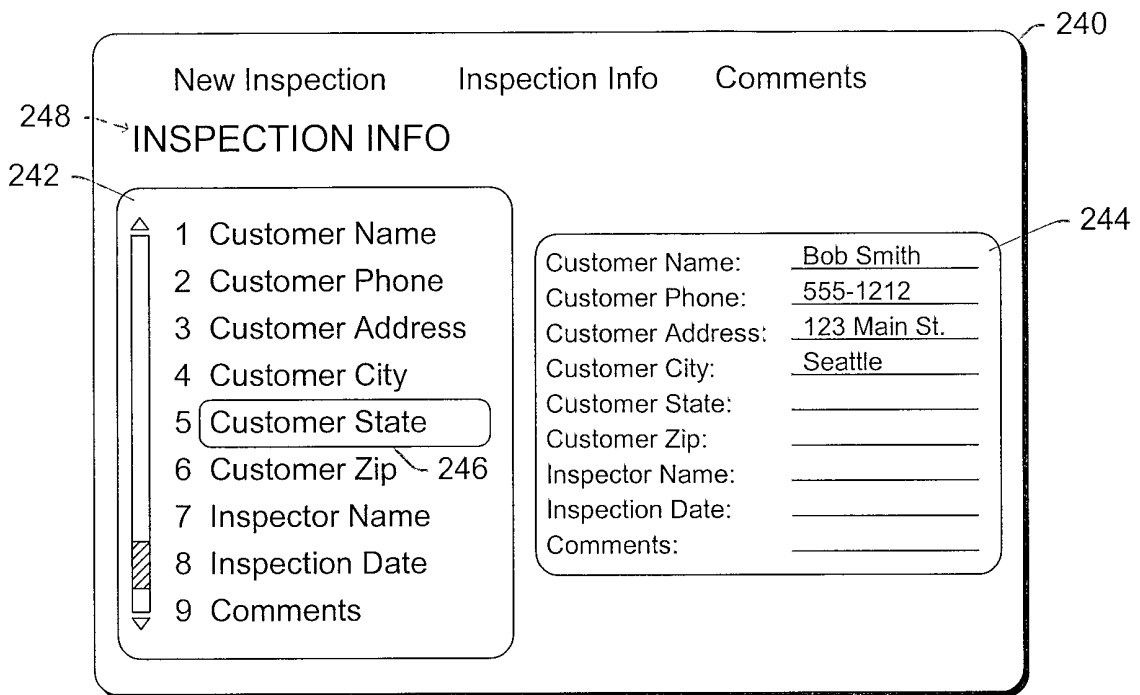 240
New Inspection Inspection Info Comments
248
INSPECTION INFO
242
1 Customer Name
2 Customer Phone
3 Customer Address
4 Customer City
5 Customer State
6 Customer Zip
246
7 Inspector Name
8 Inspection Date
9 Comments
244
Customer Name: Bob Smith
Customer Phone: 555-1212
Customer Address: 123 Main St.
Customer City: Seattle
Customer State:
Customer Zip:
Inspector Name:
Inspection Date:
Comments: